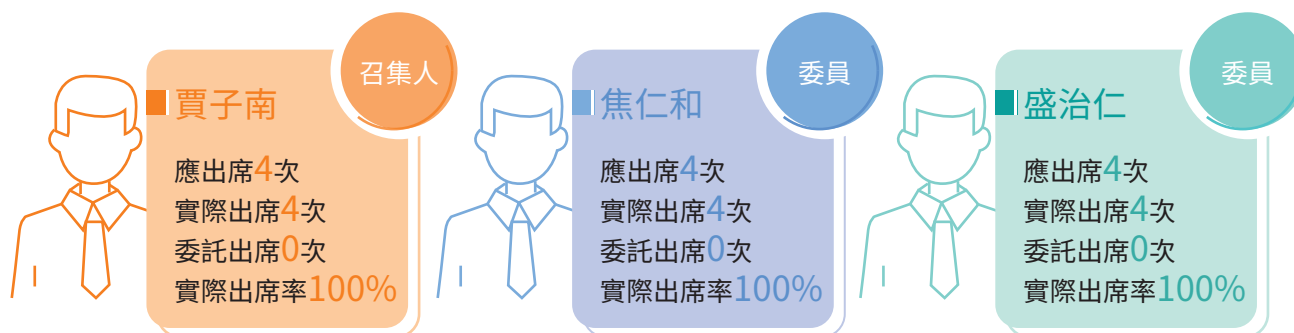 召集人
賈子南
應出席4次
實際出席4次
委託出席0次
實際出席率100%
委員
焦仁和
應出席4次
實際出席4次
委託出席0次
實際出席率100%
委員
盛治仁
應出席4次
實際出席4次
委託出席0次
實際出席率100%